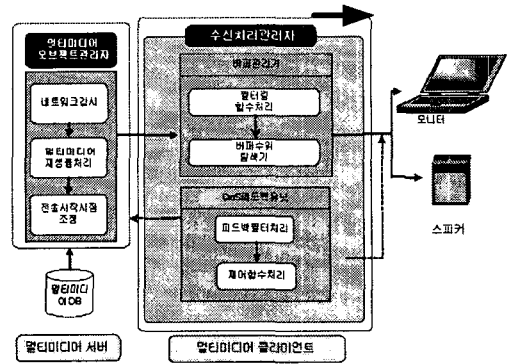 멀티미디어
오브젝트관리자
네트워크감시
멀티미디어
재생률처리
전송시작시점
조정
멀티미디
어DB
멀티미디어 서버
수신처리관리자
버퍼관리기
필터링
함수처리
버퍼수위
탐색기
QoS피드백유닛
피드백필터처리
제어함수처리
멀티미디어 클라이언트
모니터
스피커